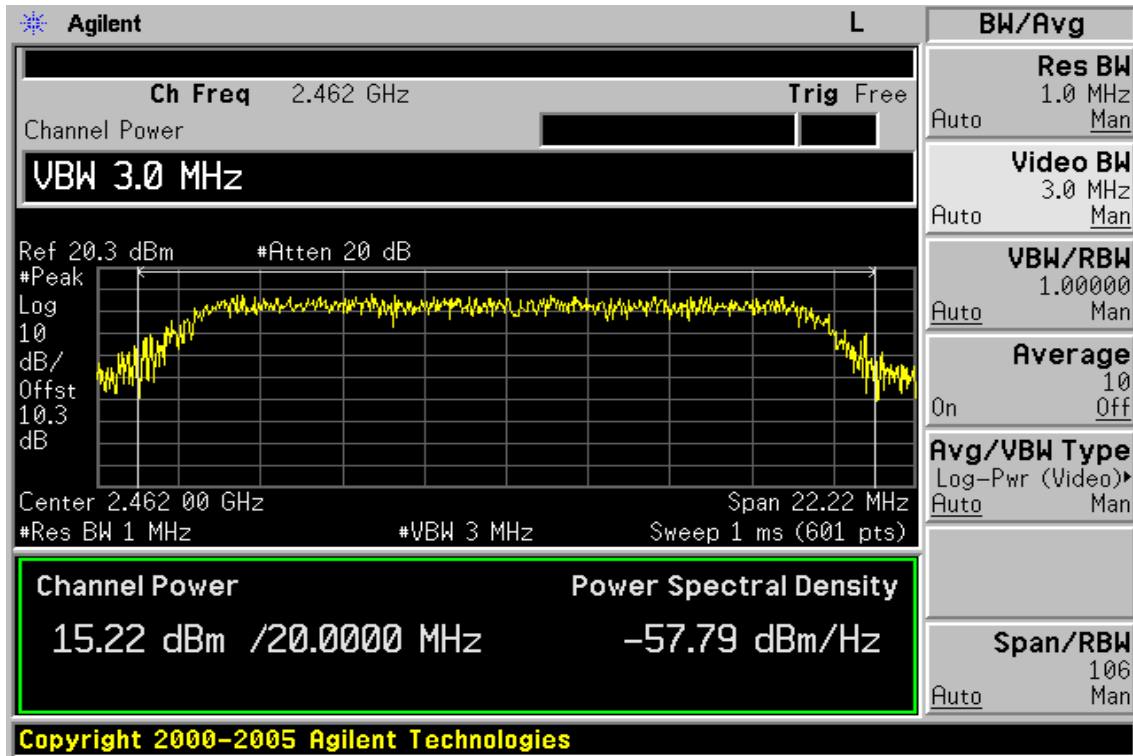 Agilent L
Ch Freq 2.462 GHz Trig Free
Channel Power
VBW 3.0 MHz
Ref 20.3 dBm #Atten 20 dB
#Peak
Log
10
dB/
Offst
10.3
dB
Center 2.462 00 GHz Span 22.22 MHz
#Res BW 1 MHz #VBW 3 MHz Sweep 1 ms (601 pts)
Channel Power Power Spectral Density
15.22 dBm /20.0000 MHz -57.79 dBm/Hz
Copyright 2000-2005 Agilent Technologies
BW/Avg
Res BW
1.0 MHz
Auto Man
Video BW
3.0 MHz
Auto Man
VBW/RBW
1.00000
Auto Man
Average
10
On Off
Avg/VBW Type
Log-Pwr (Video)
Auto Man
Span/RBW
106
Auto Man